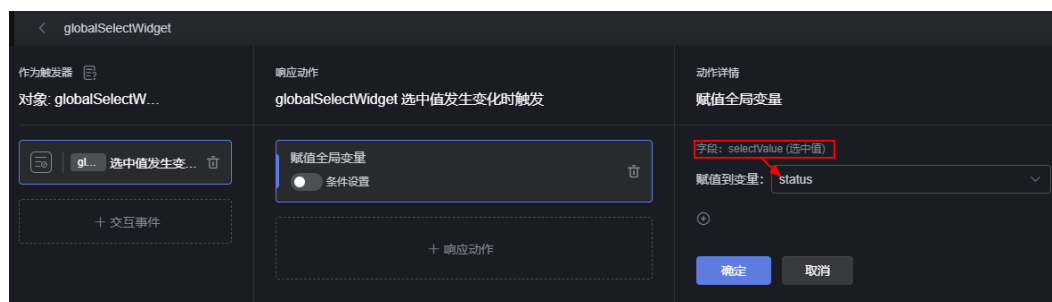 globalSelectWidget
作为触发器
对象: globalSelectW...
响应动作
globalSelectWidget 选中值发生变化时触发
动作详情
赋值全局变量
gl... 选中值发生变...
+ 交互事件
赋值全局变量
条件设置
+ 响应动作
字段：selectValue (选中值)
赋值到变量： status
确定 取消